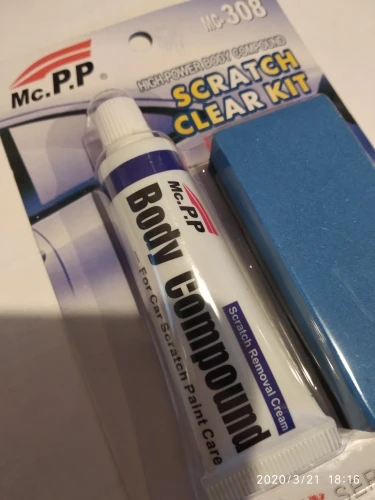 MC-308
Mc.P.P®
HIGH-POWER BODY COMPOUND
SCRATCH
CLEAR KIT
Mc.P.P
Body Compound
Scratch Removal Cream
For Car Scratch Paint Care
2020/3/21 18:16